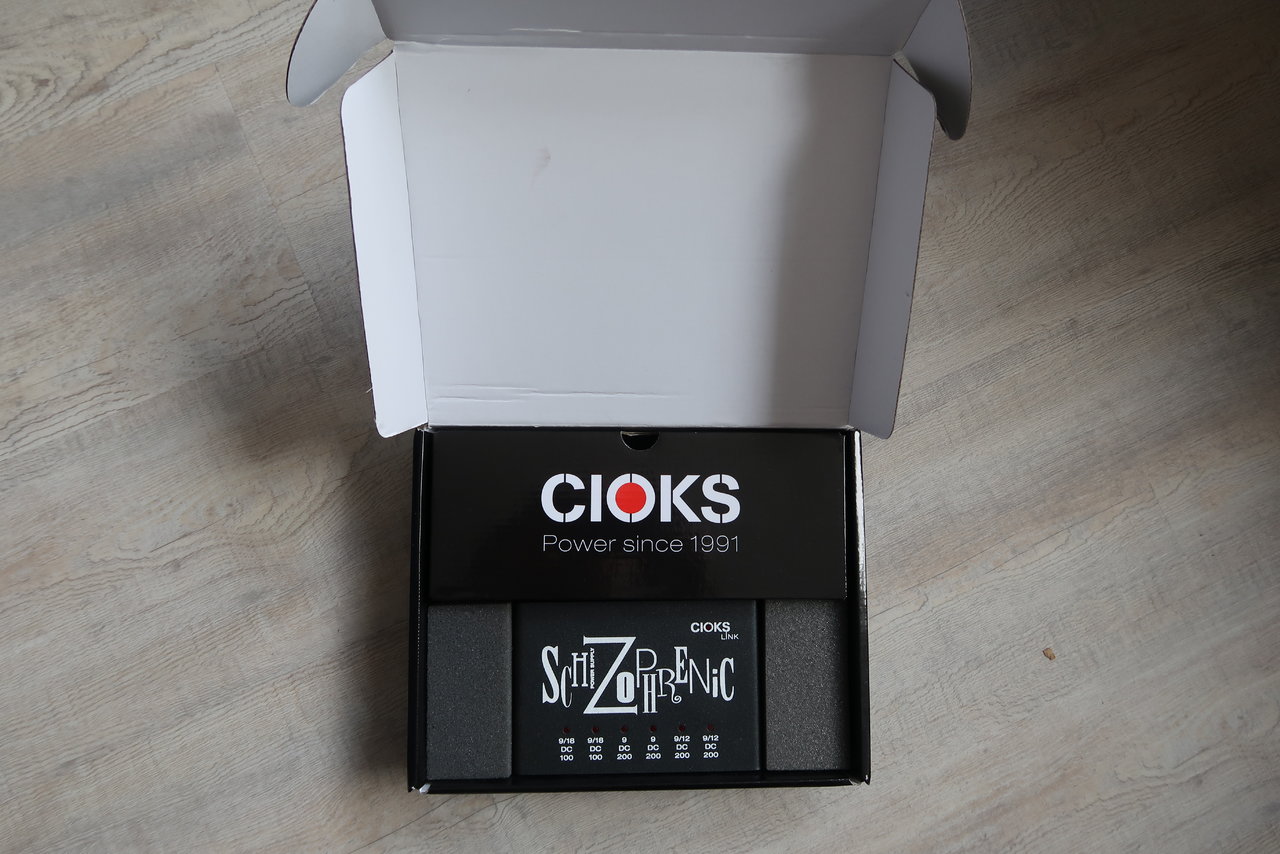 CIOKS
Power since 1991
CIOKS
LINK
SCHIZOPHRENIC
POWER SUPPLY
9/18 9/18 9 9 9/12 9/12
DC DC DC DC DC DC
100 100 200 200 200 200